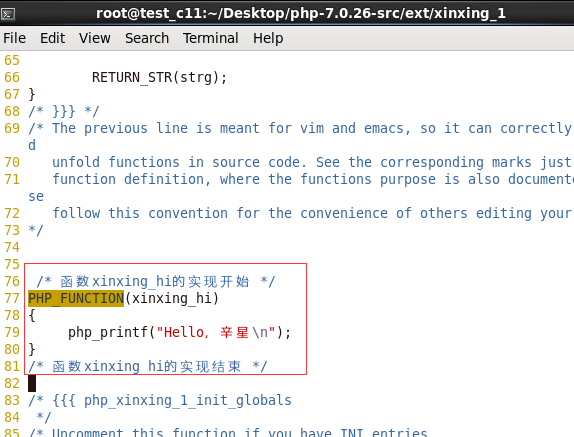 root@test_c11:~/Desktop/php-7.0.26-src/ext/xinxing_1
File Edit View Search Terminal Help
65
66 RETURN_STR(strg);
67 }
68 /* }}} */
69 /* The previous line is meant for vim and emacs, so it can correctly
d
70 unfold functions in source code. See the corresponding marks just
71 function definition, where the functions purpose is also documente
se
72 follow this convention for the convenience of others editing your
73 */
74
75
76 /* 函数xinxing_hi的实现开始 */
77 PHP_FUNCTION(xinxing_hi)
78 {
79 php_printf("Hello, 辛星\n");
80 }
81 /* 函数xinxing_hi的实现结束 */
82
83 /* {{{ php_xinxing_1_init_globals
84 */
85 /* Uncomment this function if you have INI entries